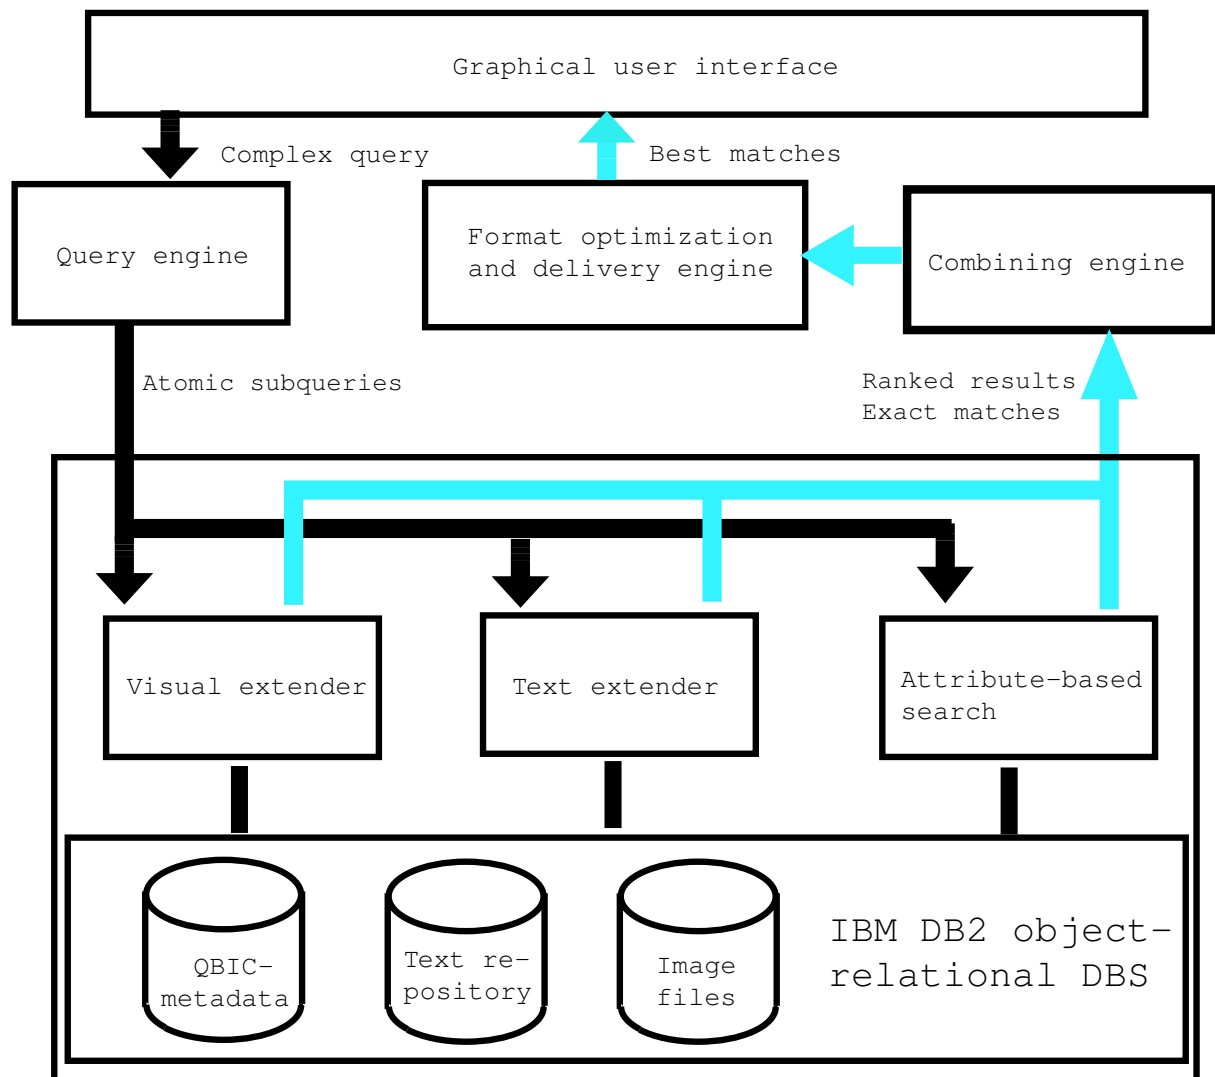 Graphical user interface
Complex query
Best matches
Query engine
Format optimization
and delivery engine
Combining engine
Atomic subqueries
Ranked results
Exact matches
Visual extender
Text extender
Attribute-based
search
QBIC-
metadata
Text re-
pository
Image
files
IBM DB2 object-
relational DBS